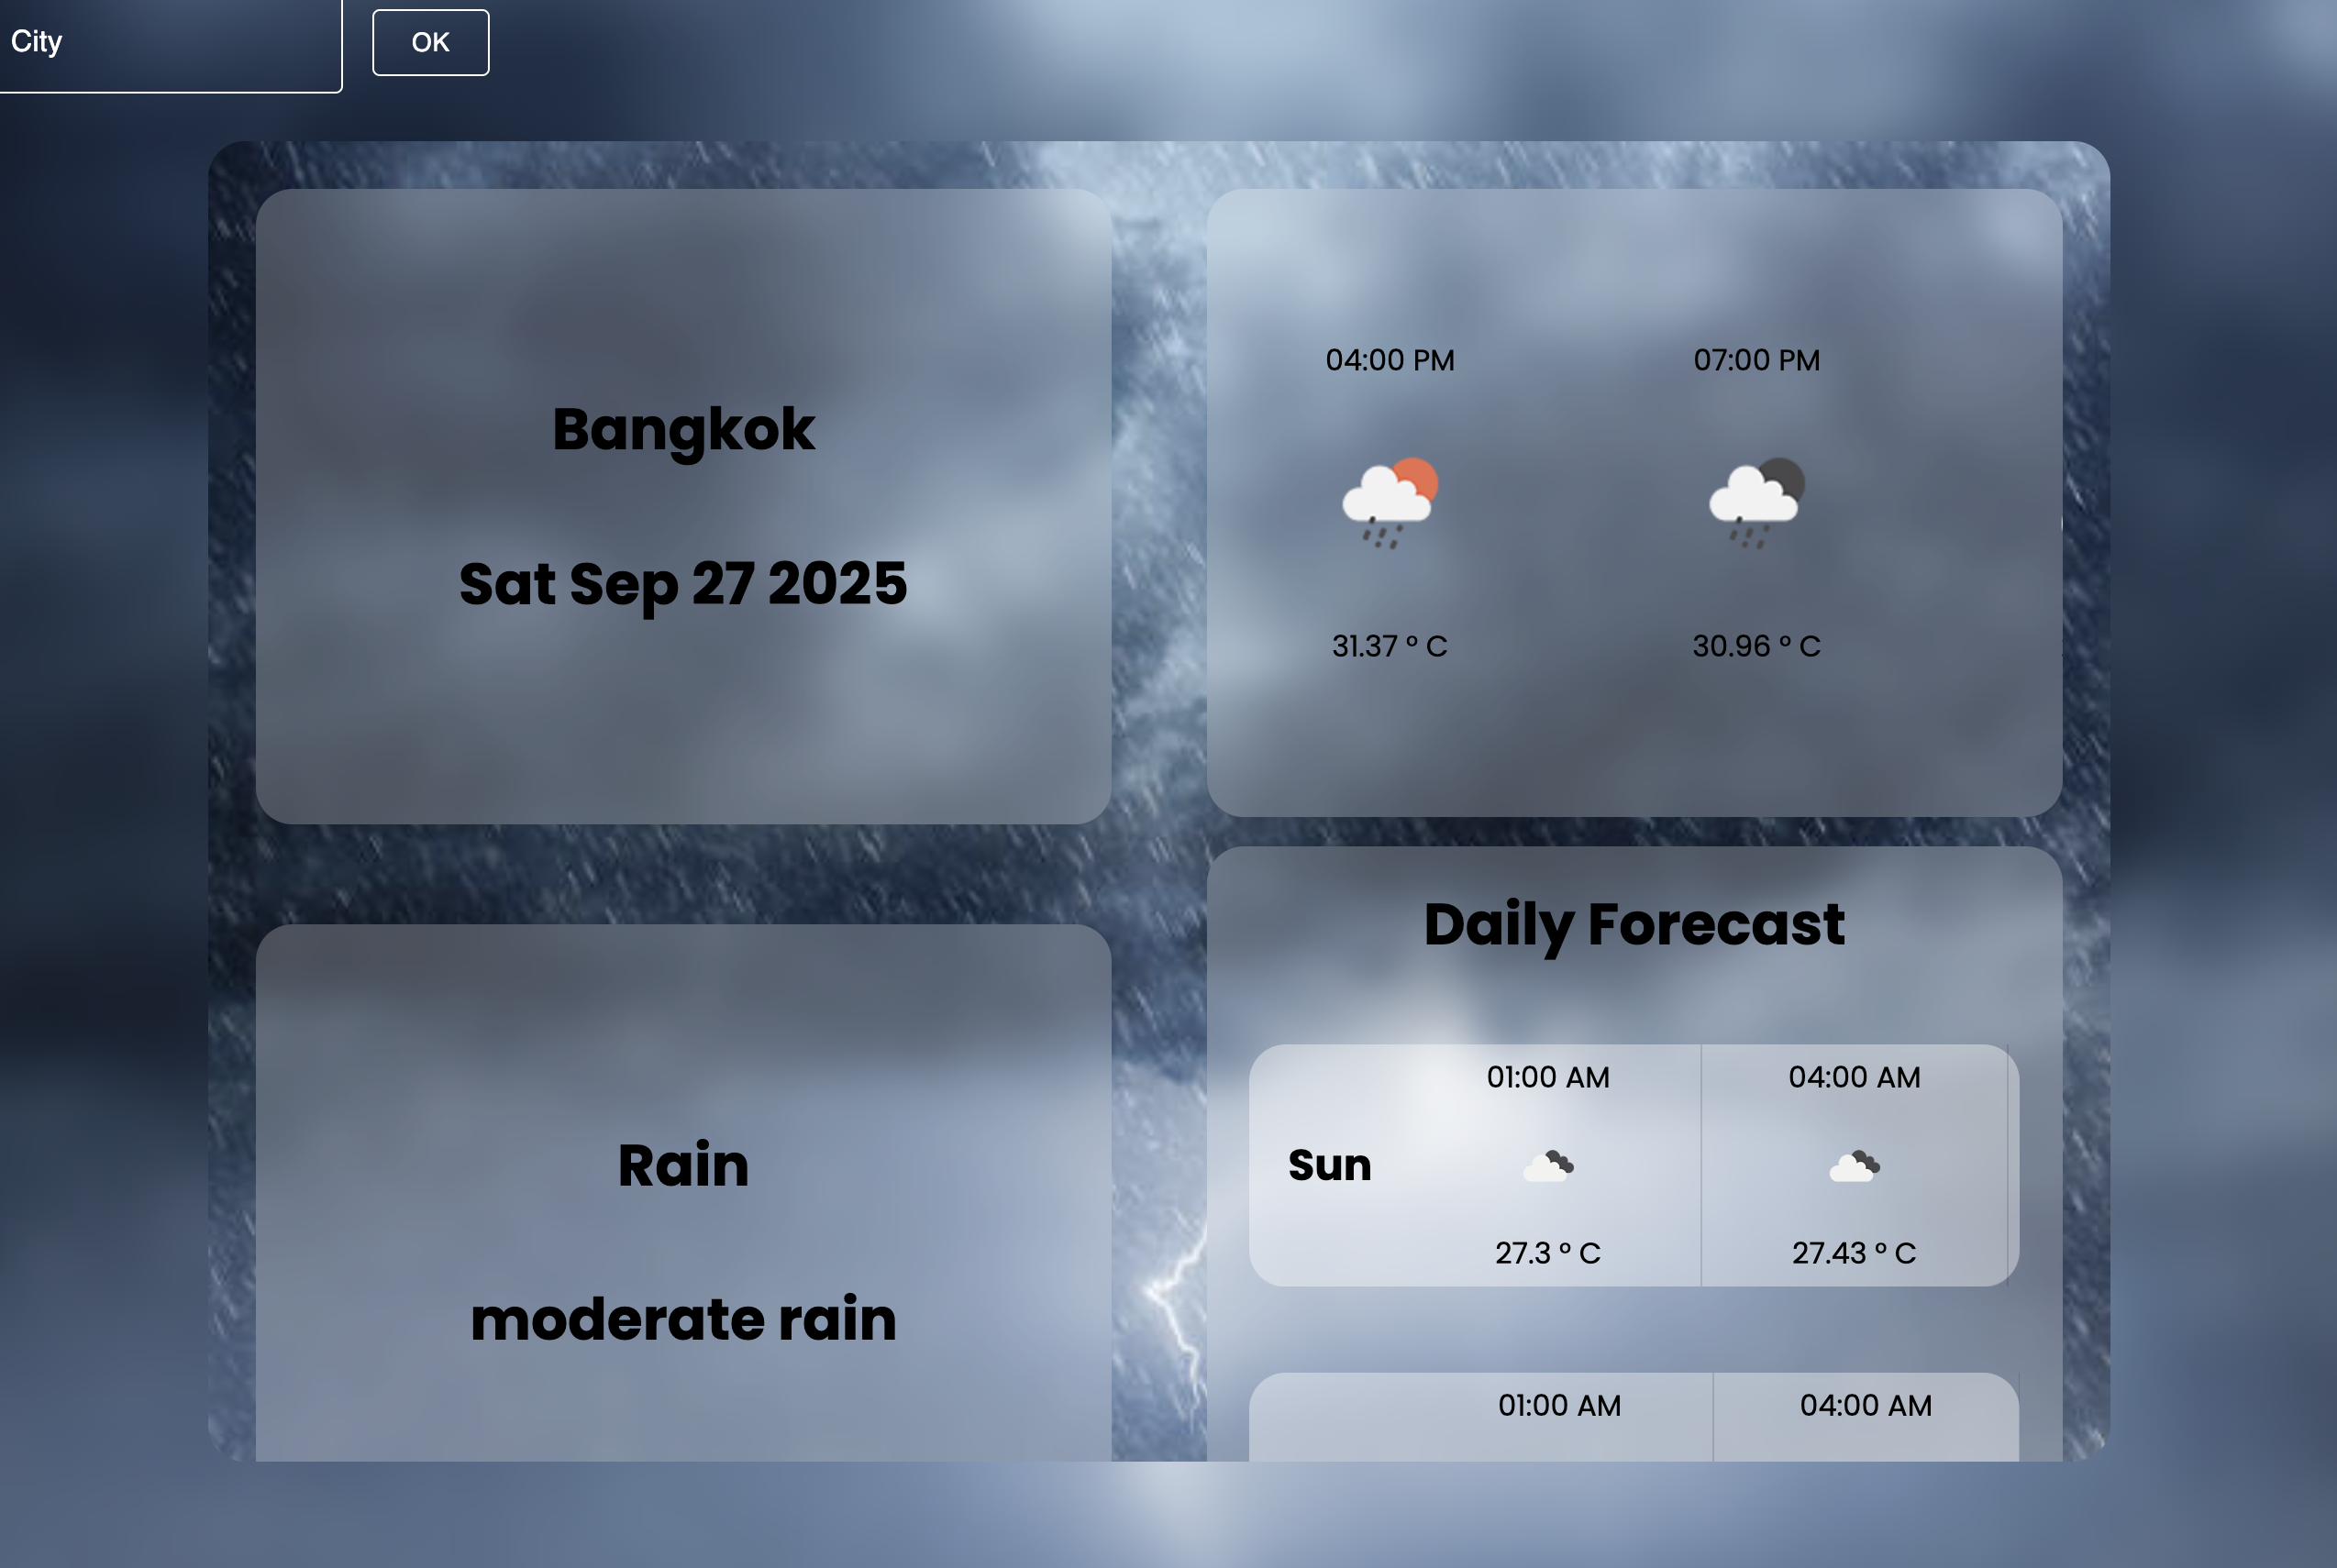 City
OK
Bangkok
Sat Sep 27 2025
04:00 PM
07:00 PM
31.37 ° C
30.96 ° C
Rain
moderate rain
Daily Forecast
Sun
01:00 AM
04:00 AM
27.3 ° C
27.43 ° C
01:00 AM
04:00 AM